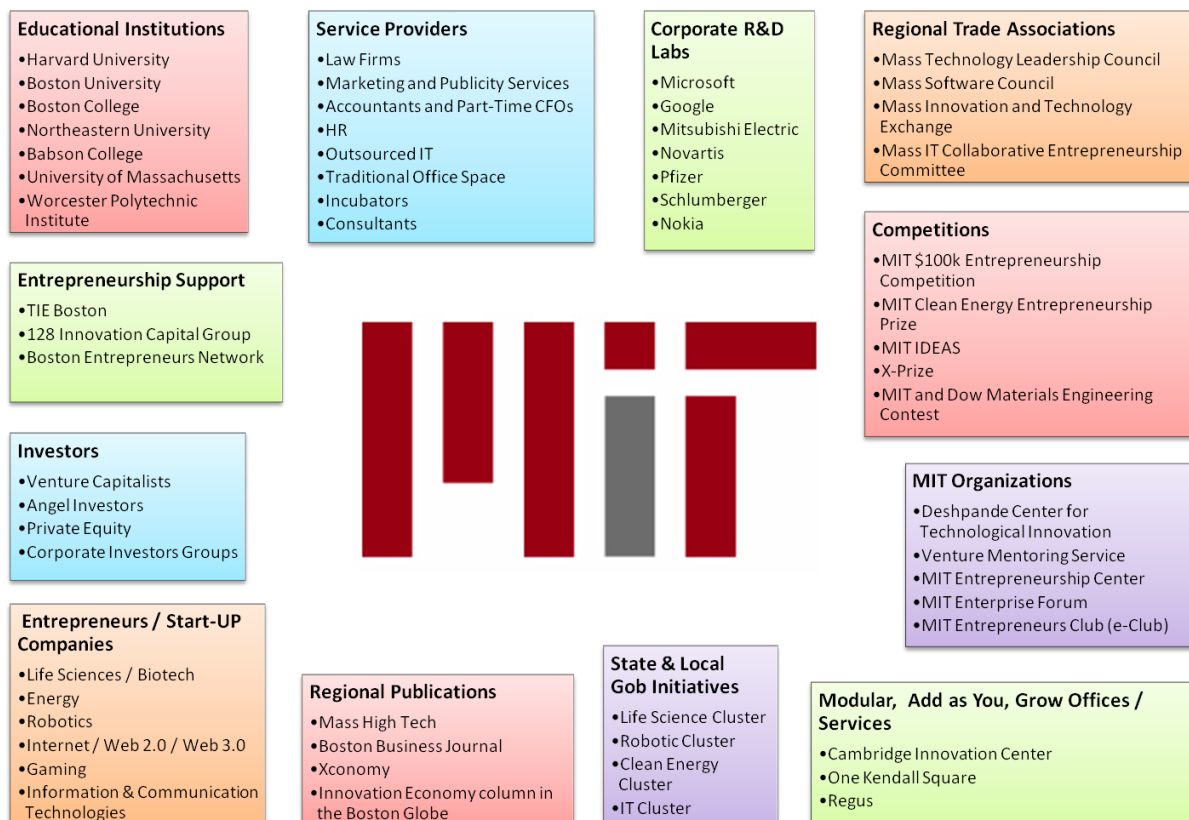 Educational Institutions
•Harvard University
•Boston University
•Boston College
•Northeastern University
•Babson College
•University of Massachusetts
•Worcester Polytechnic
Institute
Service Providers
•Law Firms
•Marketing and Publicity Services
•Accountants and Part-Time CFOs
•HR
•Outsourced IT
•Traditional Office Space
•Incubators
•Consultants
Corporate R&D
Labs
•Microsoft
•Google
•Mitsubishi Electric
•Novartis
•Pfizer
•Schlumberger
•Nokia
Regional Trade Associations
•Mass Technology Leadership Council
•Mass Software Council
•Mass Innovation and Technology
Exchange
•Mass IT Collaborative Entrepreneurship
Committee
Competitions
•MIT $100k Entrepreneurship
Competition
•MIT Clean Energy Entrepreneurship
Prize
•MIT IDEAS
•X-Prize
•MIT and Dow Materials Engineering
Contest
Entrepreneurship Support
•TIE Boston
•128 Innovation Capital Group
•Boston Entrepreneurs Network
MiT
Investors
•Venture Capitalists
•Angel Investors
•Private Equity
•Corporate Investors Groups
MIT Organizations
•Deshpande Center for
Technological Innovation
•Venture Mentoring Service
•MIT Entrepreneurship Center
•MIT Enterprise Forum
•MIT Entrepreneurs Club (e-Club)
Entrepreneurs / Start-UP
Companies
•Life Sciences / Biotech
•Energy
•Robotics
•Internet / Web 2.0 / Web 3.0
•Gaming
•Information & Communication
Technologies
Regional Publications
•Mass High Tech
•Boston Business Journal
•Xconomy
•Innovation Economy column in
the Boston Globe
State & Local
Gob Initiatives
•Life Science Cluster
•Robotic Cluster
•Clean Energy
Cluster
•IT Cluster
Modular, Add as You, Grow Offices /
Services
•Cambridge Innovation Center
•One Kendall Square
•Regus